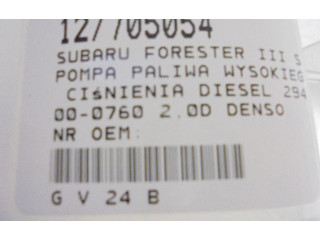 127705054
SUBARU FORESTER III S
POMPA PALIWA WYSOKIEG
CIŚNIENIA DIESEL 294
00-0760 2.0D DENSO
NR OEM:
G V 24 B